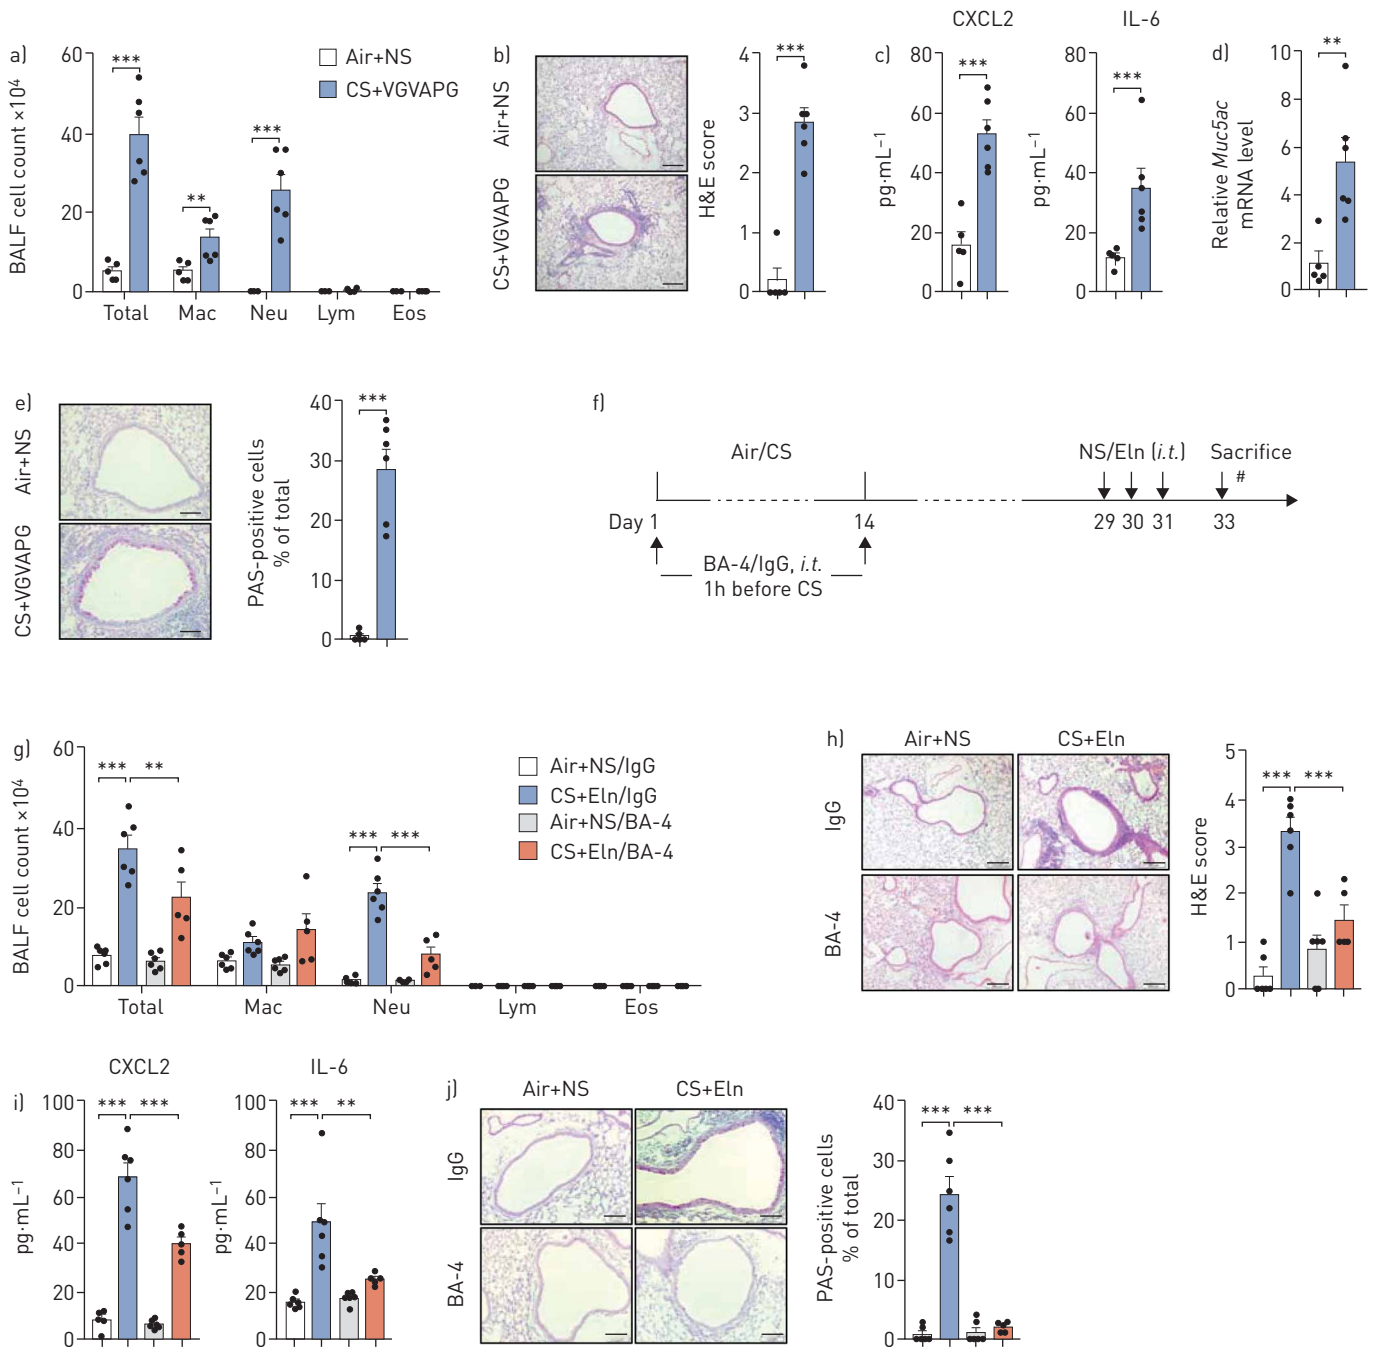 a)
BALF cell count ×10⁴
60
40
20
0
***
**
***
Total
Mac
Neu
Lym
Eos
Air+NS
CS+VGVAPG
b)
Air+NS
CS+VGVAPG
H&E score
4
3
2
1
0
***
c)
CXCL2
pg·mL⁻¹
80
60
40
20
0
***
IL-6
pg·mL⁻¹
80
60
40
20
0
***
d)
Relative Muc5ac
mRNA level
10
8
6
4
2
0
**
e)
Air+NS
CS+VGVAPG
PAS-positive cells
% of total
40
30
20
10
0
***
f)
Air/CS
NS/Eln (i.t.)
Sacrifice
#
Day 1
14
29 30 31
33
BA-4/IgG, i.t.
1h before CS
g)
BALF cell count ×10⁴
60
40
20
0
***
**
***
***
Total
Mac
Neu
Lym
Eos
Air+NS/IgG
CS+Eln/IgG
Air+NS/BA-4
CS+Eln/BA-4
h)
Air+NS
CS+Eln
IgG
BA-4
H&E score
5
4
3
2
1
0
***
***
i)
CXCL2
pg·mL⁻¹
100
80
60
40
20
0
***
***
IL-6
pg·mL⁻¹
100
80
60
40
20
0
***
**
j)
Air+NS
CS+Eln
IgG
BA-4
PAS-positive cells
% of total
40
30
20
10
0
***
***